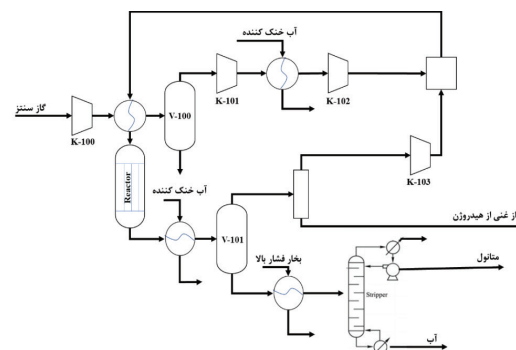 آب خنک کننده
K-101
K-102
V-100
گاز سنتز
K-100
K-103
Reactor
آب خنک کننده
V-101
از غنی از هیدروژن
بخار فشار بالا
متانول
Stripper
آب